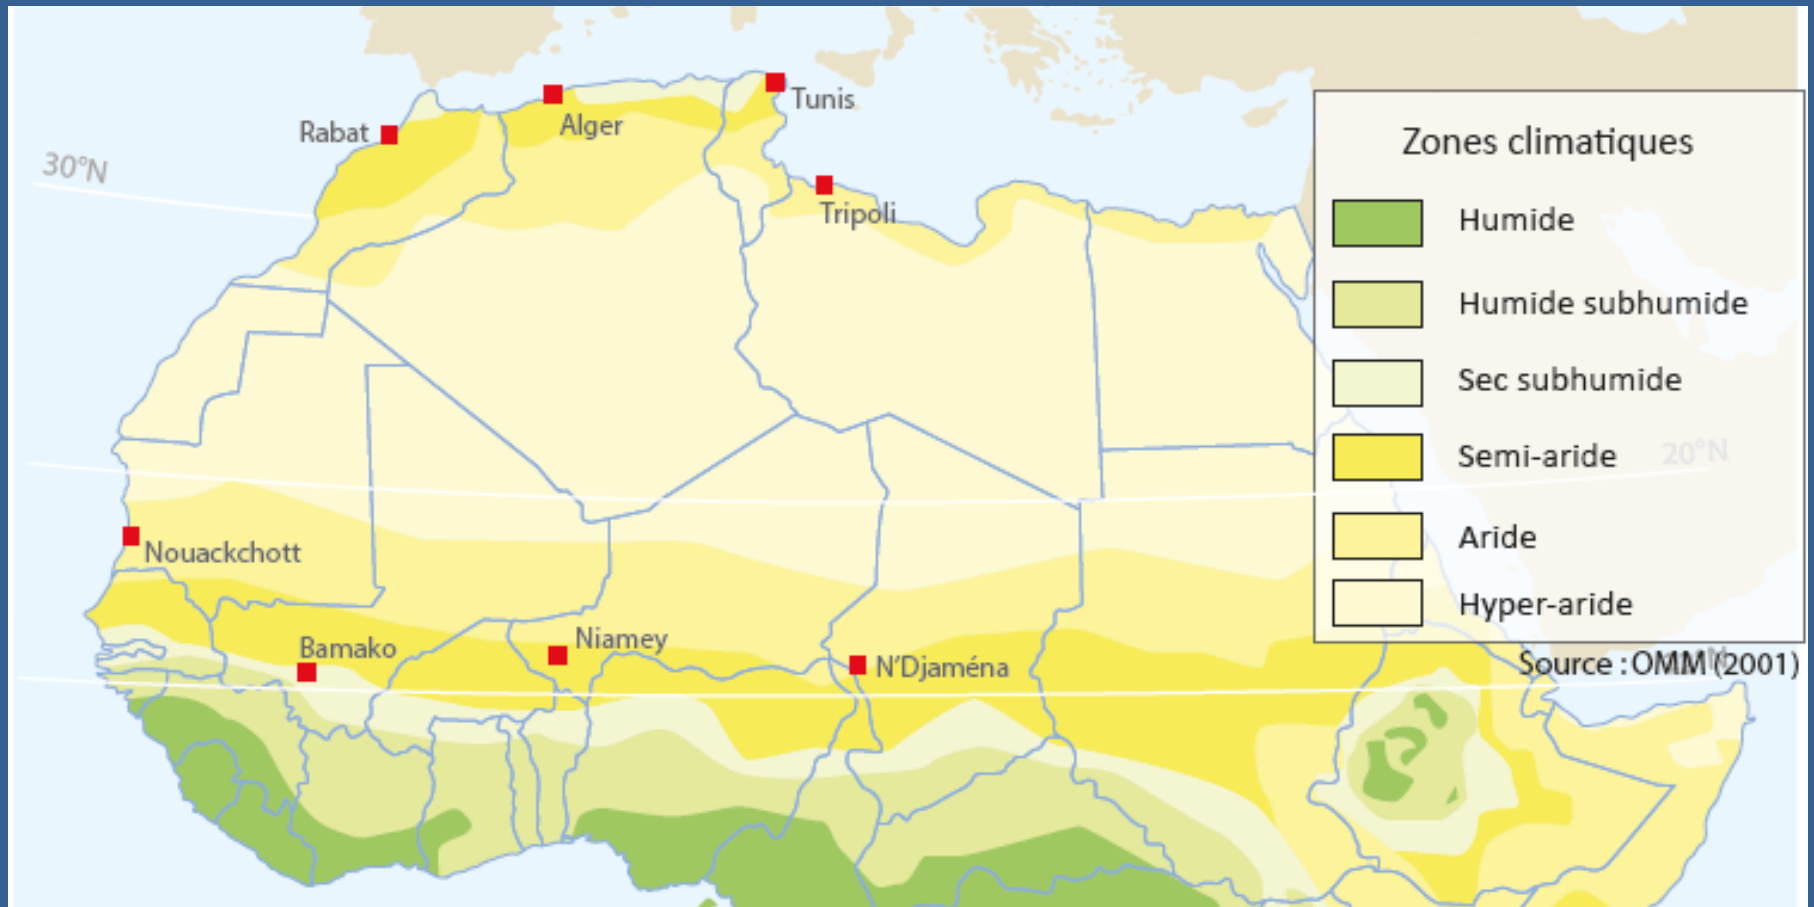 Tunis
Alger
Rabat
30°N
Tripoli
Zones climatiques
Humide
Humide subhumide
Sec subhumide
Semi-aride
20°N
Aride
Nouackchott
Hyper-aride
Niamey
Bamako
N'Djaména
Source : OMM (2001)